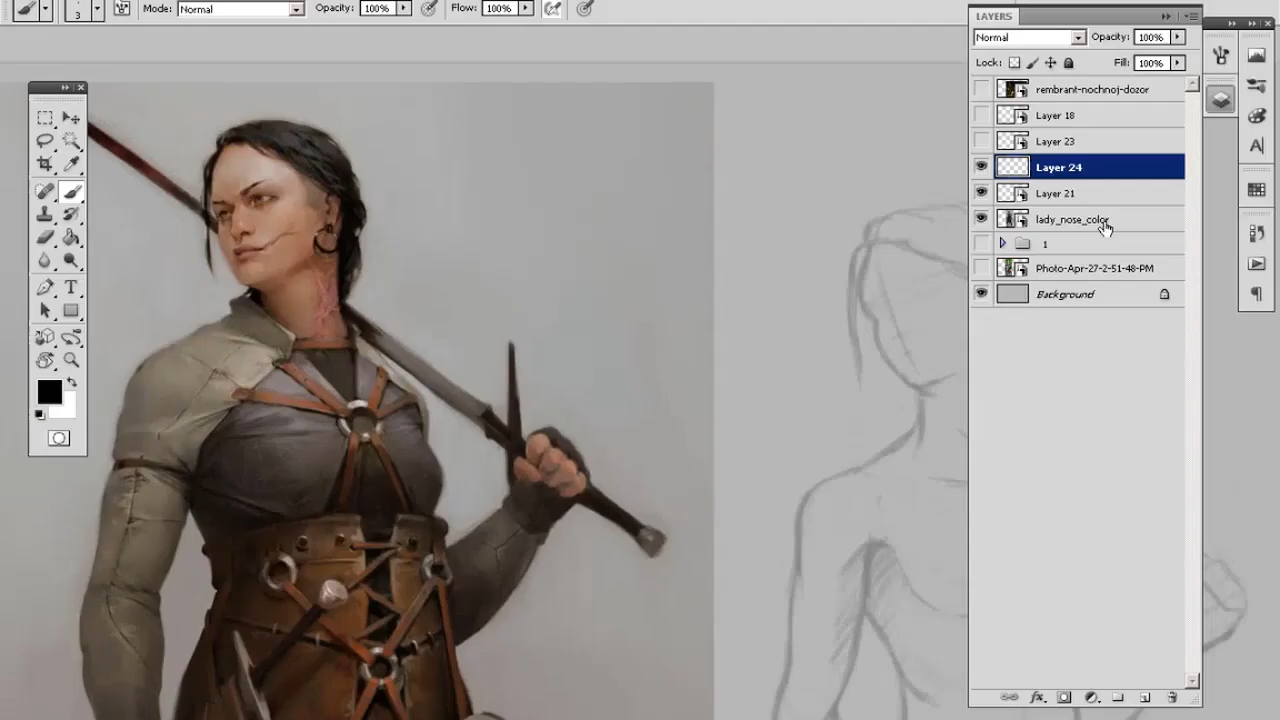 3
Mode: Normal
Opacity: 100%
Flow: 100%
LAYERS
Normal
Opacity: 100%
Lock:
Fill: 100%
rembrant-nochnoj-dozor
Layer 18
Layer 23
Layer 24
Layer 21
lady_nose_color
1
Photo-Apr-27-2-51-48-PM
Background